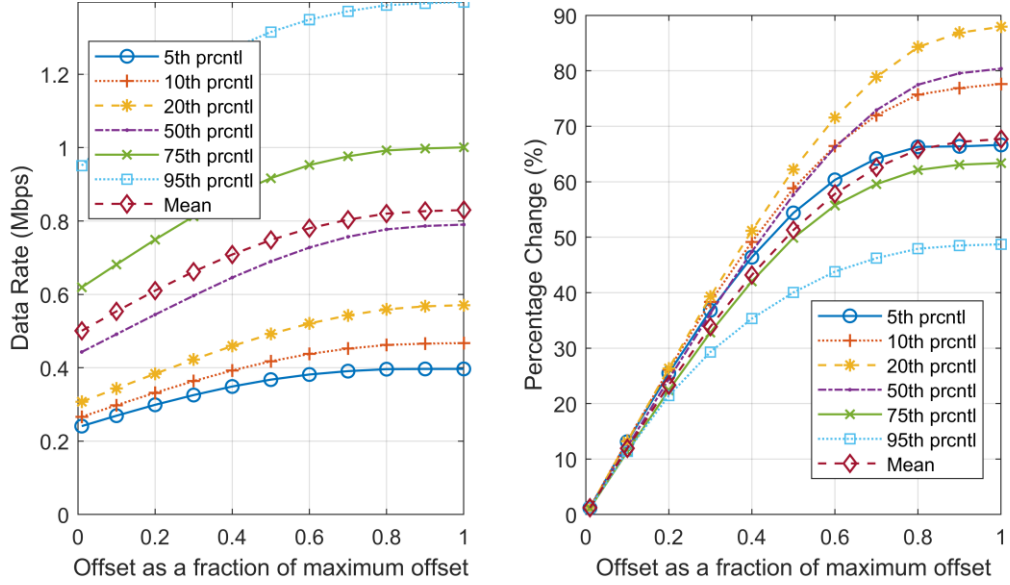 1.2
1
0.8
0.6
0.4
0.2
0
Data Rate (Mbps)
5th prcntl
10th prcntl
20th prcntl
50th prcntl
75th prcntl
95th prcntl
Mean
0 0.2 0.4 0.6 0.8 1
Offset as a fraction of maximum offset
90
80
70
60
50
40
30
20
10
0
Percentage Change (%)
5th prcntl
10th prcntl
20th prcntl
50th prcntl
75th prcntl
95th prcntl
Mean
0 0.2 0.4 0.6 0.8 1
Offset as a fraction of maximum offset